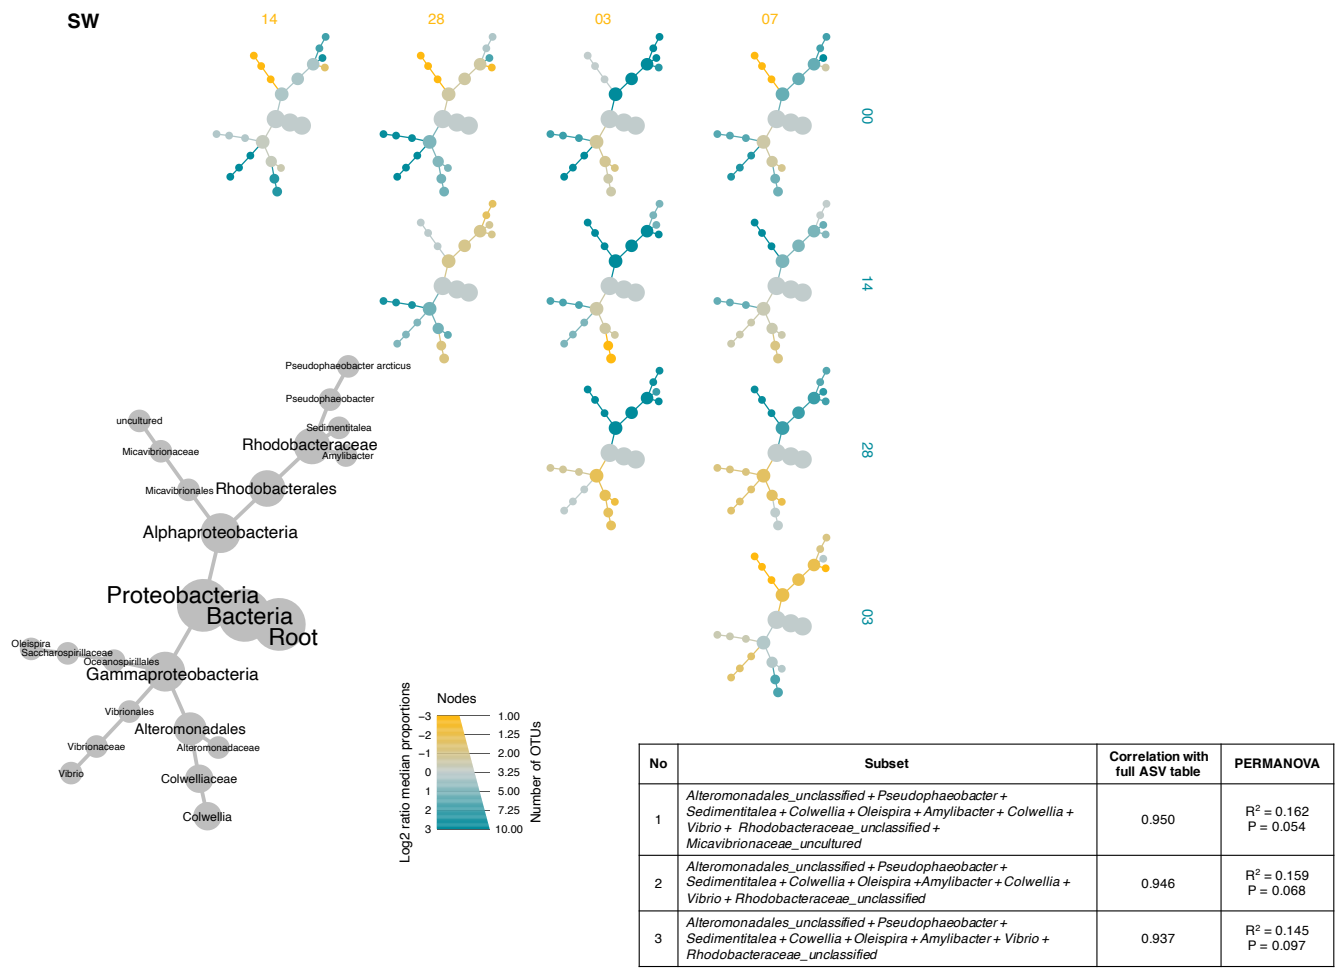 SW
14
28
03
07
00
14
28
03
Pseudophaeobacter arcticus
Pseudophaeobacter
uncultured
Sedimentitalea
Rhodobacteraceae
Micavibrionaceae
Amylibacter
Micavibrionales
Rhodobacterales
Alphaproteobacteria
Proteobacteria
Bacteria
Root
Oleispira
Saccharospirillaceae
Oceanospirillales
Gammaproteobacteria
Vibrionales
Alteromonadales
Vibrionaceae
Alteromonadaceae
Vibrio
Colwelliaceae
Colwellia
Nodes
Log2 ratio median proportions
−3
−2
−1
0
1
2
3
1.00
1.25
2.00
3.25
5.00
7.25
10.00
Number of OTUs
No
Subset
Correlation with
full ASV table
PERMANOVA
1
Alteromonadales_unclassified + Pseudophaeobacter +
Sedimentitalea + Colwellia + Oleispira + Amylibacter + Colwellia +
Vibrio + Rhodobacteraceae_unclassified +
Micavibrionaceae_uncultured
0.950
R² = 0.162
P = 0.054
2
Alteromonadales_unclassified + Pseudophaeobacter +
Sedimentitalea + Colwellia + Oleispira +Amylibacter + Colwellia +
Vibrio + Rhodobacteraceae_unclassified
0.946
R² = 0.159
P = 0.068
3
Alteromonadales_unclassified + Pseudophaeobacter +
Sedimentitalea + Cowellia + Oleispira + Amylibacter + Vibrio +
Rhodobacteraceae_unclassified
0.937
R² = 0.145
P = 0.097